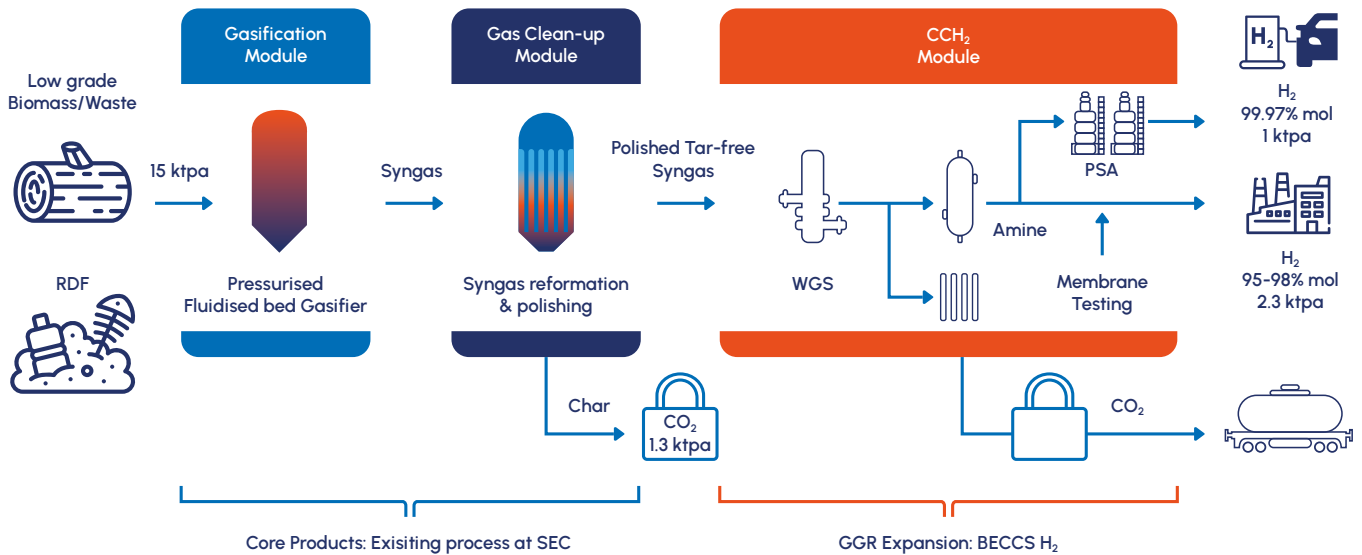 Gasification
Module
Gas Clean-up
Module
CCH₂
Module
H₂
Low grade
Biomass/Waste
H₂
99.97% mol
1 ktpa
15 ktpa
Syngas
Polished Tar-free
Syngas
PSA
Amine
RDF
Pressurised
Fluidised bed Gasifier
Syngas reformation
& polishing
WGS
Membrane
Testing
H₂
95-98% mol
2.3 ktpa
Char
CO₂
1.3 ktpa
CO₂
Core Products: Exisiting process at SEC
GGR Expansion: BECCS H₂